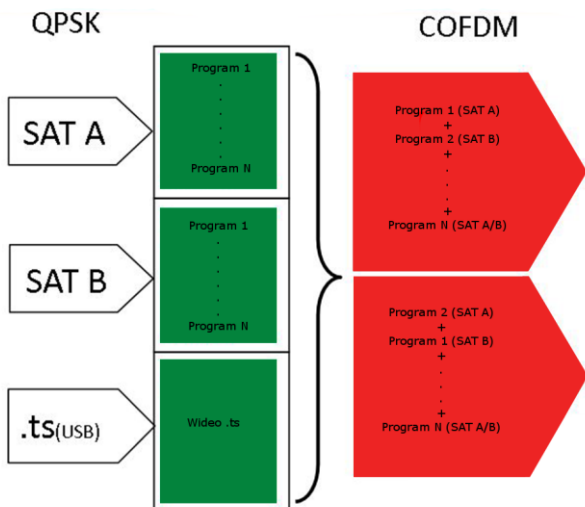 QPSK
COFDM
SAT A
Program 1
.
.
.
.
.
Program N
SAT B
Program 1
.
.
.
.
.
Program N
.ts(USB)
Wideo .ts
Program 1 (SAT A)
+
Program 2 (SAT B)
+
.
.
.
+
Program N (SAT A/B)
Program 2 (SAT A)
+
Program 1 (SAT B)
+
.
.
.
+
Program N (SAT A/B)